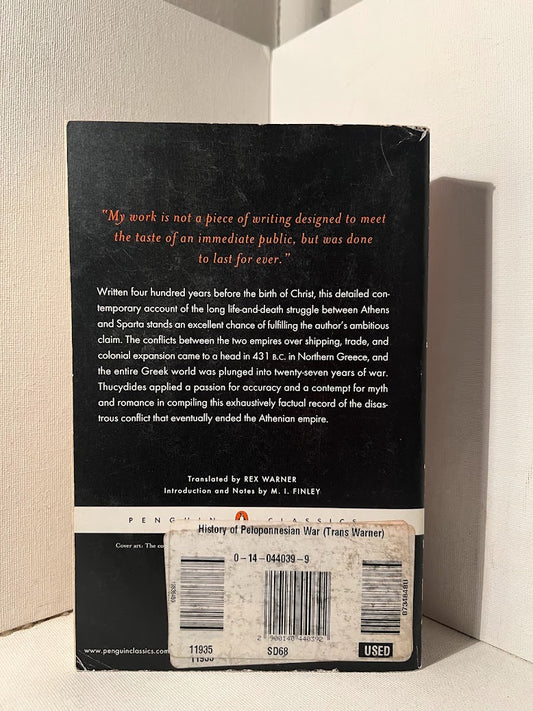 "My work is not a piece of writing designed to meet
the taste of an immediate public, but was done
to last for ever."
Written four hundred years before the birth of Christ, this detailed con-
temporary account of the long life-and-death struggle between Athens
and Sparta stands an excellent chance of fulfilling the author's ambitious
claim. The conflicts between the two empires over shipping, trade, and
colonial expansion came to a head in 431 B.C. in Northern Greece, and
the entire Greek world was plunged into twenty-seven years of war.
Thucydides applied a passion for accuracy and a contempt for myth
and romance in compiling this exhaustively factual record of the disas-
trous conflict that eventually ended the Athenian empire.
Translated by REX WARNER
Introduction and Notes by M. I. FINLEY
PENGUIN CLASSICS
History of Peloponnesian War (Trans Warner)
Cover art: The
0-14-044039-9
2 900140 440392
www.penguinclassics.com
11935 SD68 USED
11935